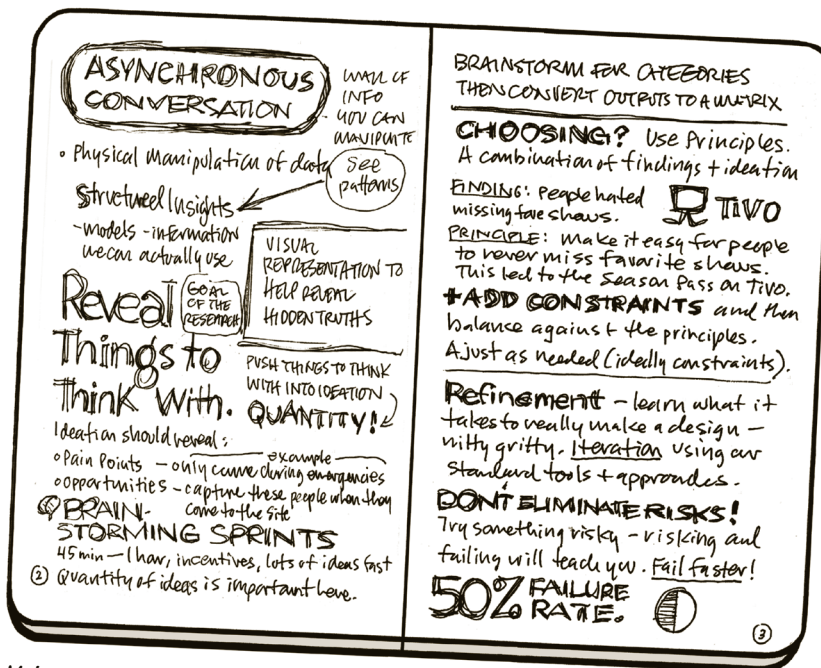 ASYNCHRONOUS
CONVERSATION
WALL OF
INFO
YOU CAN
MANIPULATE
• Physical manipulation of data
See
patterns
Structured Insights
- models - information
we can actually use
VISUAL
REPRESENTATION TO
HELP REVEAL
HIDDEN TRUTHS
Reveal
GOAL
OF THE
RESEARCH
Things to
Think With.
PUSH THINGS TO THINK
WITH INTO IDEATION
QUANTITY!
Ideation should reveal:
example
• Pain Points - only came during emergencies
• Opportunities - capture these people when they
come to the site
BRAIN-
STORMING SPRINTS
45 min - 1 hour, incentives, lots of ideas fast
Quantity of ideas is important here.
2
BRAINSTORM FOR CATEGORIES
THEN CONVERT OUTPUTS TO A METRIX
CHOOSING? Use Principles.
A combination of findings + ideation
FINDING: People hated
missing fave shows.
TIVO
PRINCIPLE: Make it easy for people
to never miss favorite shows.
This led to the Season Pass on Tivo.
+ADD CONSTRAINTS and then
balance against the principles.
Ajust as needed (ideally constraints).
Refinement - learn what it
takes to really make a design -
nitty gritty. Iteration using our
standard tools + approaches.
DON'T ELIMINATE RISKS!
Try something risky - risking and
failing will teach you. Fail faster!
50% FAILURE
RATE.
3